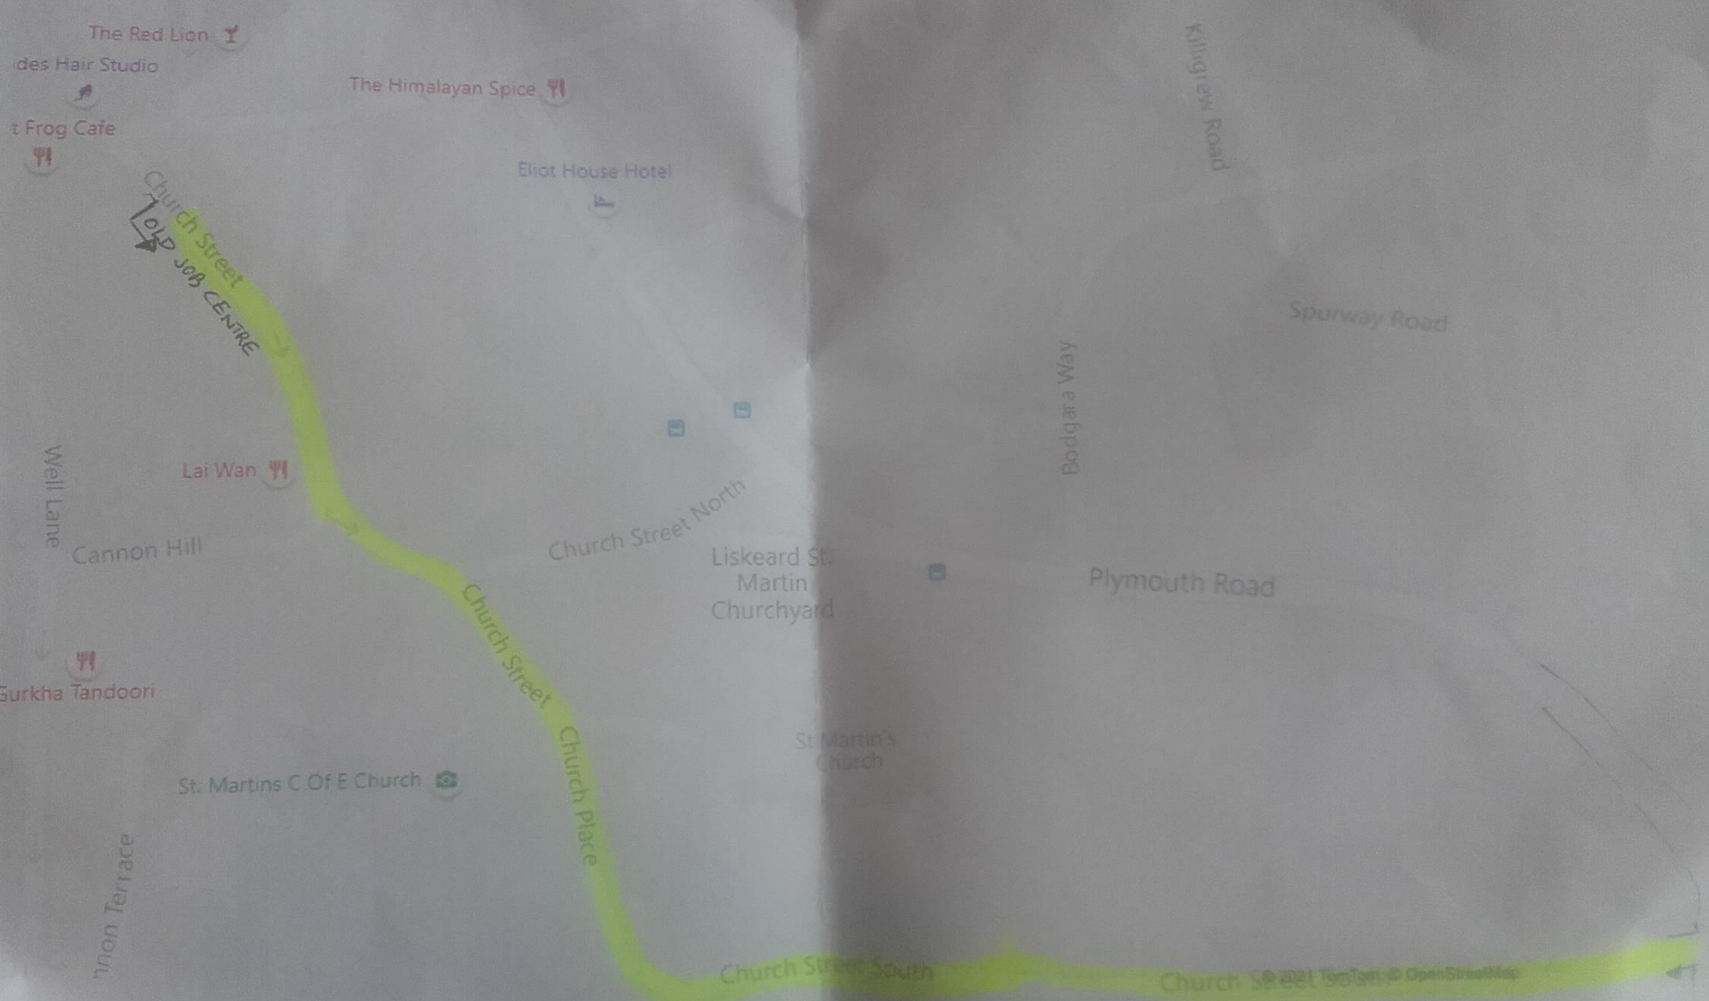 The Red Lion
des Hair Studio
The Himalayan Spice
t Frog Cafe
Killigrew Road
Eliot House Hotel
Church Street
OLD JOB CENTRE
Spurway Road
Bodgara Way
Lai Wan
Well Lane
Cannon Hill
Church Street North
Liskeard St.
Martin
Churchyard
Plymouth Road
Church Street
Gurkha Tandoori
Church Place
St Martin's
Church
St. Martins C Of E Church
nnon Terrace
Church Street South
Church S
© 2021 TomTom, © OpenStreetMap